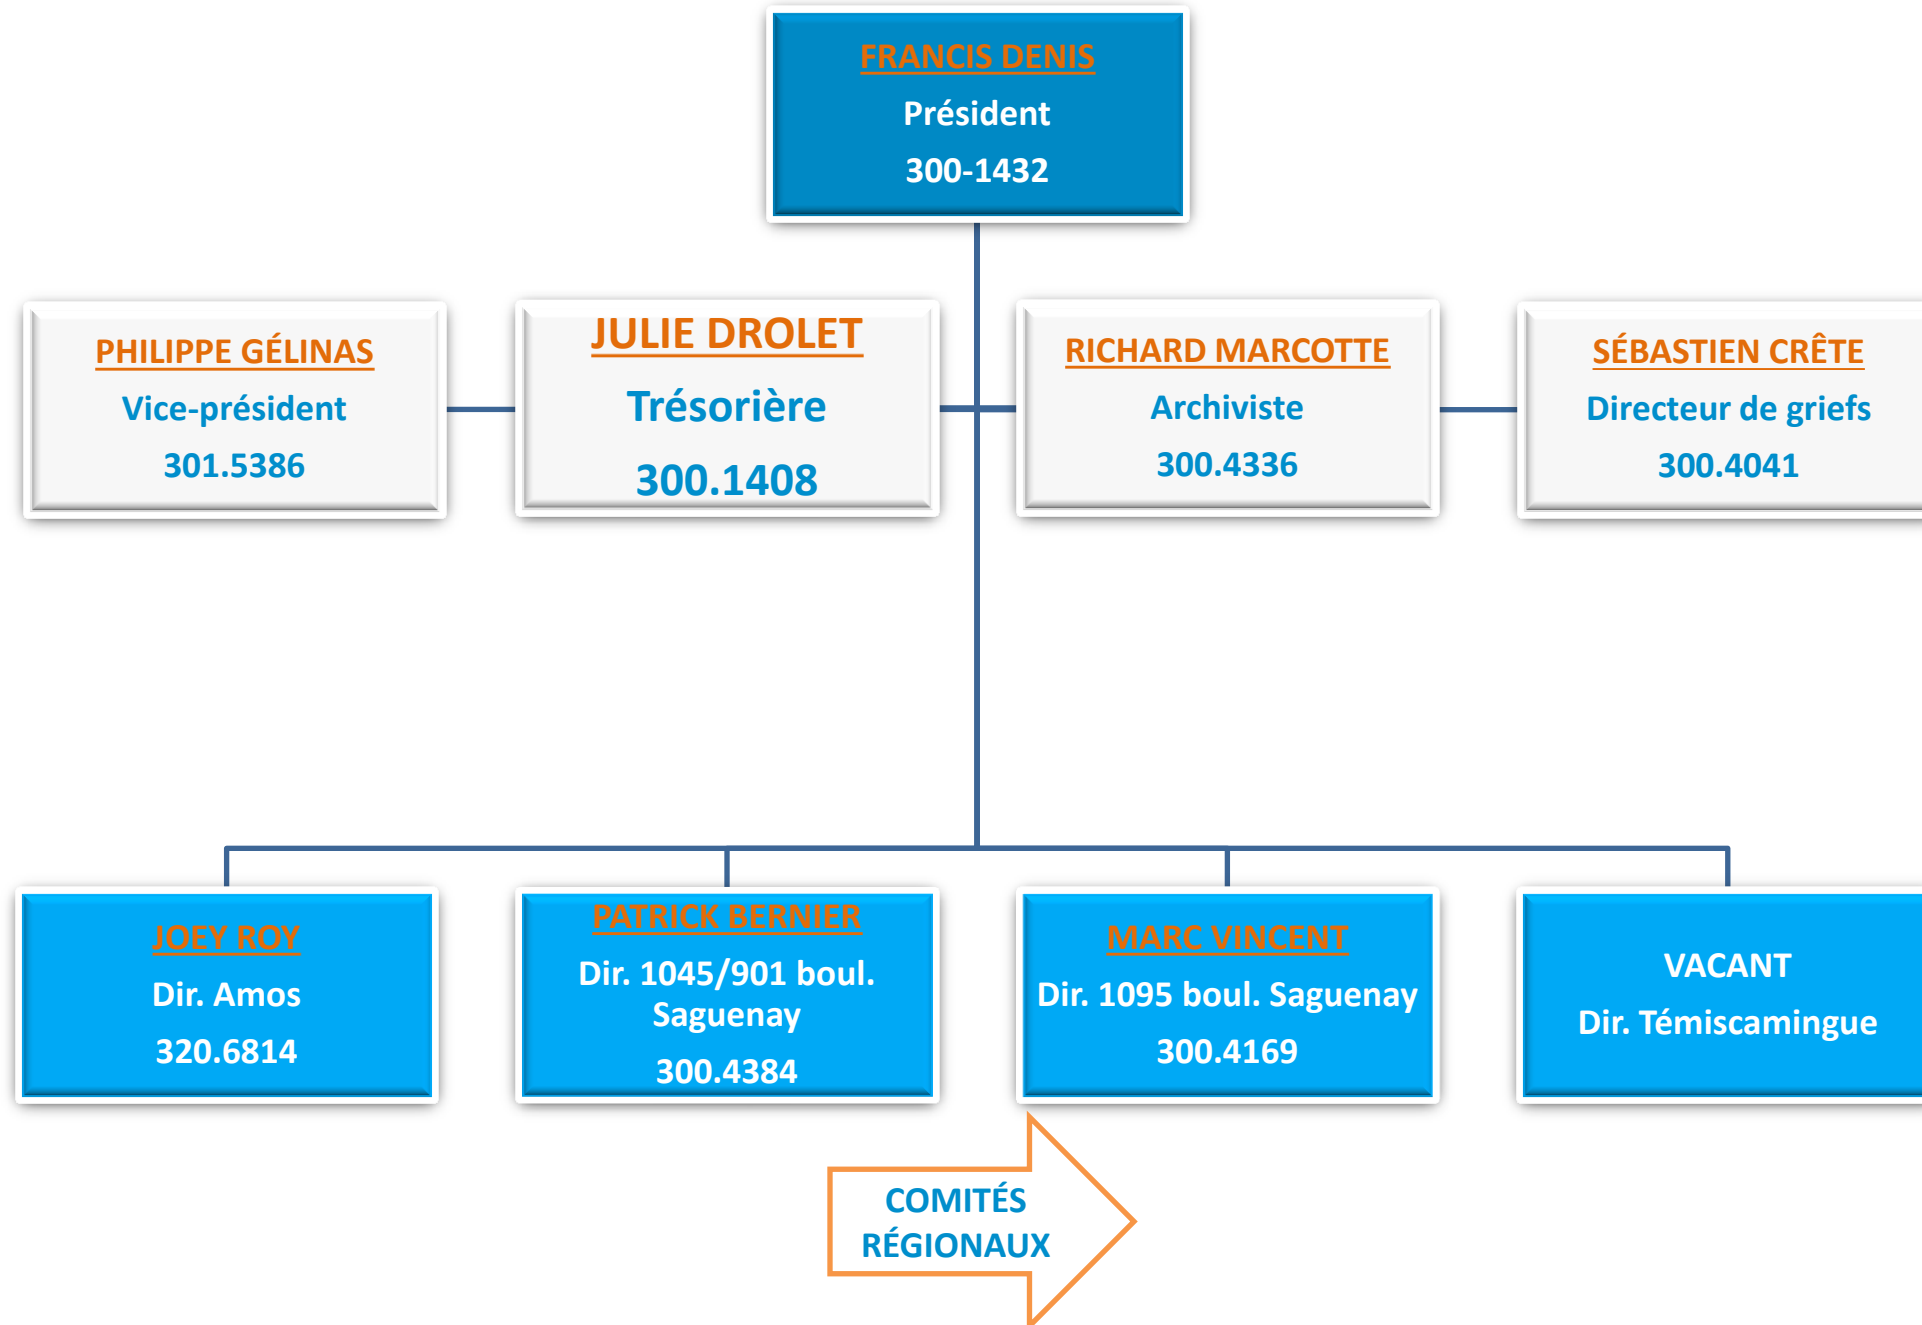 FRANCIS DENIS
Président
300-1432
PHILIPPE GÉLINAS
Vice-président
301.5386
JULIE DROLET
Trésorière
300.1408
RICHARD MARCOTTE
Archiviste
300.4336
SÉBASTIEN CRÊTE
Directeur de griefs
300.4041
JOEY ROY
Dir. Amos
320.6814
PATRICK BERNIER
Dir. 1045/901 boul.
Saguenay
300.4384
MARC VINCENT
Dir. 1095 boul. Saguenay
300.4169
VACANT
Dir. Témiscamingue
COMITÉS
RÉGIONAUX